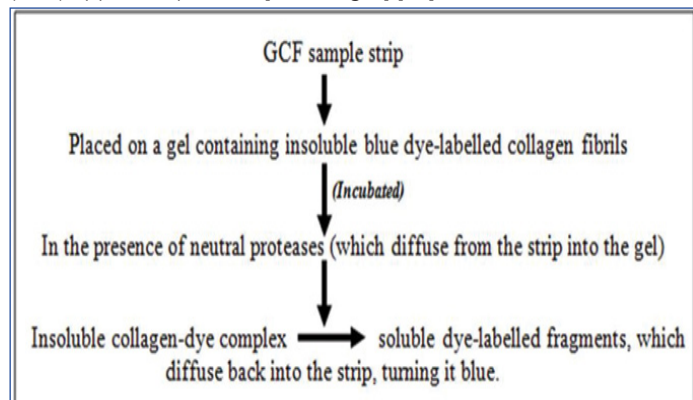 GCF sample strip
Placed on a gel containing insoluble blue dye-labelled collagen fibrils
(Incubated)
In the presence of neutral proteases (which diffuse from the strip into the gel)
Insoluble collagen-dye complex soluble dye-labelled fragments, which
diffuse back into the strip, turning it blue.